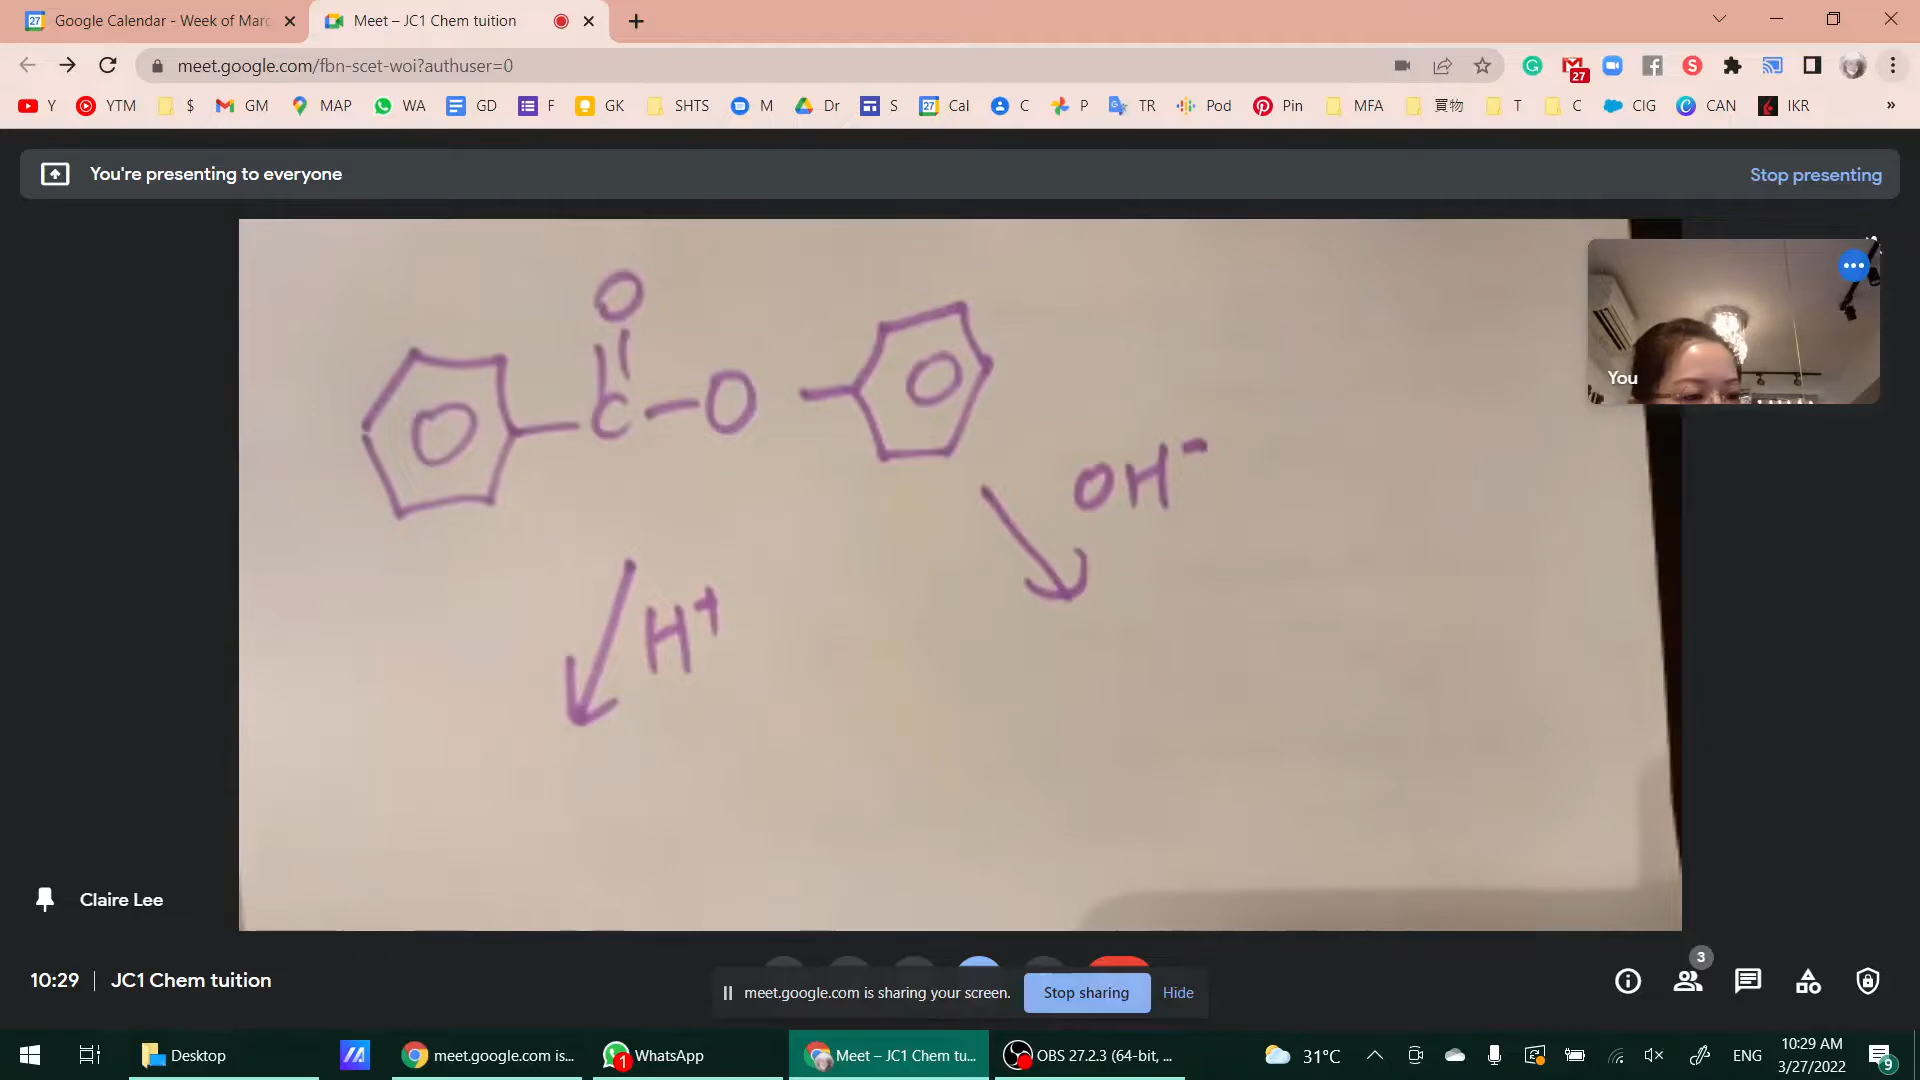 Google Calendar - Week of Marc
Meet – JC1 Chem tuition
meet.google.com/fbn-scet-woi?authuser=0
27
Y YTM $ GM MAP WA GD F GK SHTS M Dr S Cal C P TR Pod Pin MFA 買物 T C CIG CAN IKR »
You're presenting to everyone
Stop presenting
O
C – O
You
OH⁻
H⁺
Claire Lee
10:29 | JC1 Chem tuition
3
meet.google.com is sharing your screen. Stop sharing Hide
Desktop
meet.google.com is...
1 WhatsApp
Meet – JC1 Chem tu...
OBS 27.2.3 (64-bit, ...
31°C
ENG
10:29 AM
3/27/2022
9